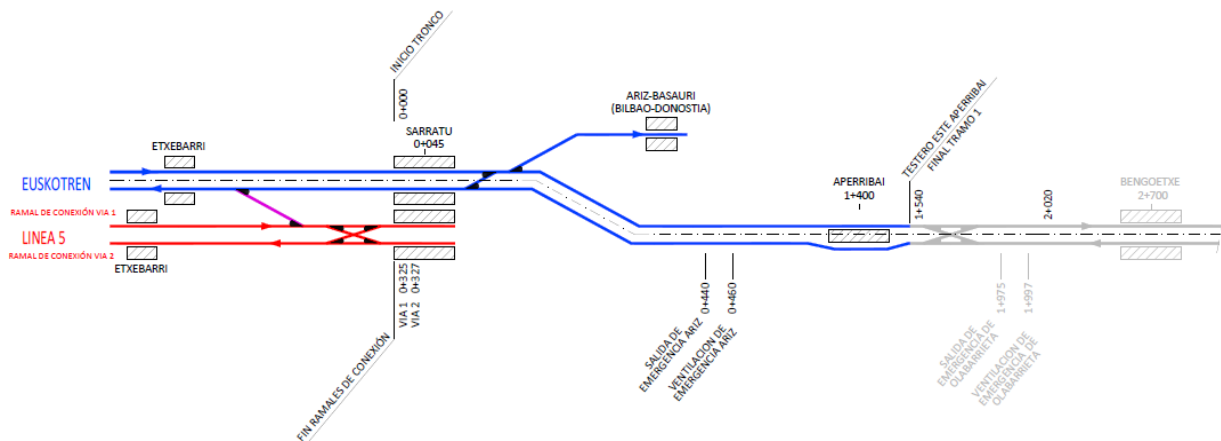 INICIO TRONCO
0+000
ARIZ-BASAURI
(BILBAO-DONOSTIA)
SARRATU
0+045
ETXEBARRI
TESTERO ESTE APERRIBAI
FINAL TRAMO 1
EUSKOTREN
APERRIBAI
1+400
BENGOETXE
2+700
1+540
2+020
RAMAL DE CONEXIÓN VIA 1
LINEA 5
RAMAL DE CONEXIÓN VIA 2
ETXEBARRI
VIA 1 0+325
VIA 2 0+327
FIN RAMALES DE CONEXIÓN
0+440
0+460
SALIDA DE
EMERGENCIA ARIZ
VENTILACION DE
EMERGENCIA ARIZ
1+975
1+997
SALIDA DE
EMERGENCIA DE
OLABARRIETA
VENTILACION DE
EMERGENCIA DE
OLABARRIETA